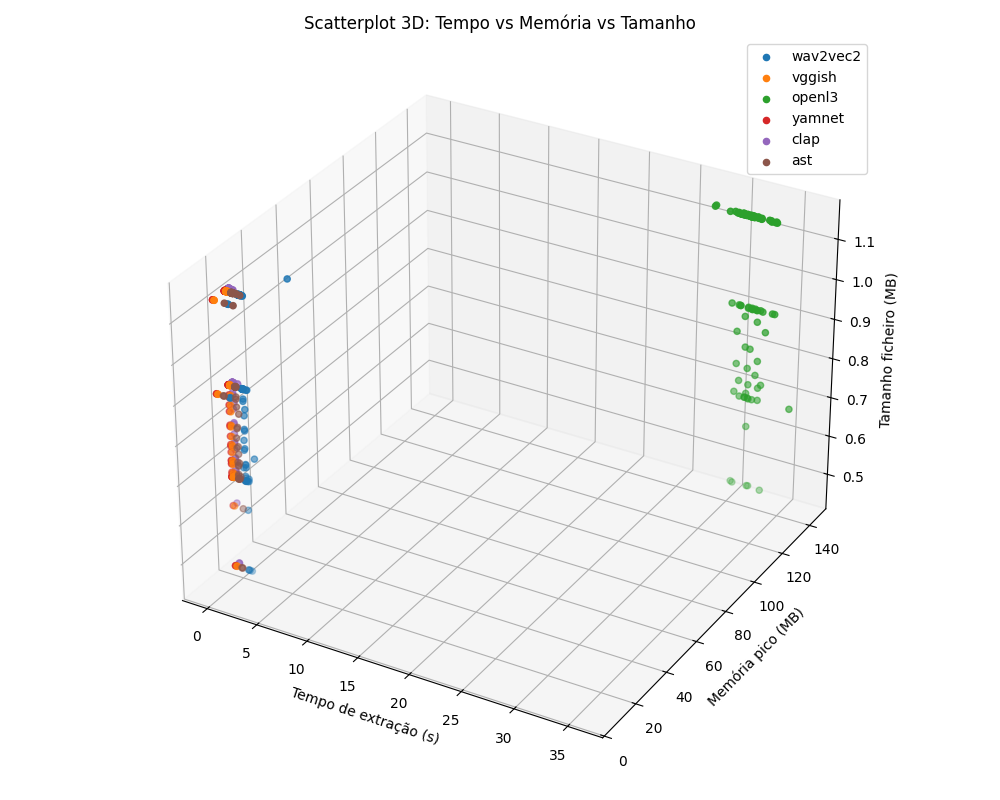 Scatterplot 3D: Tempo vs Memória vs Tamanho
wav2vec2
vggish
openl3
yamnet
clap
ast
1.1
1.0
0.9
0.8
0.7
0.6
0.5
Tamanho ficheiro (MB)
140
120
100
80
60
40
20
0
Memória pico (MB)
0
5
10
15
20
25
30
35
Tempo de extração (s)